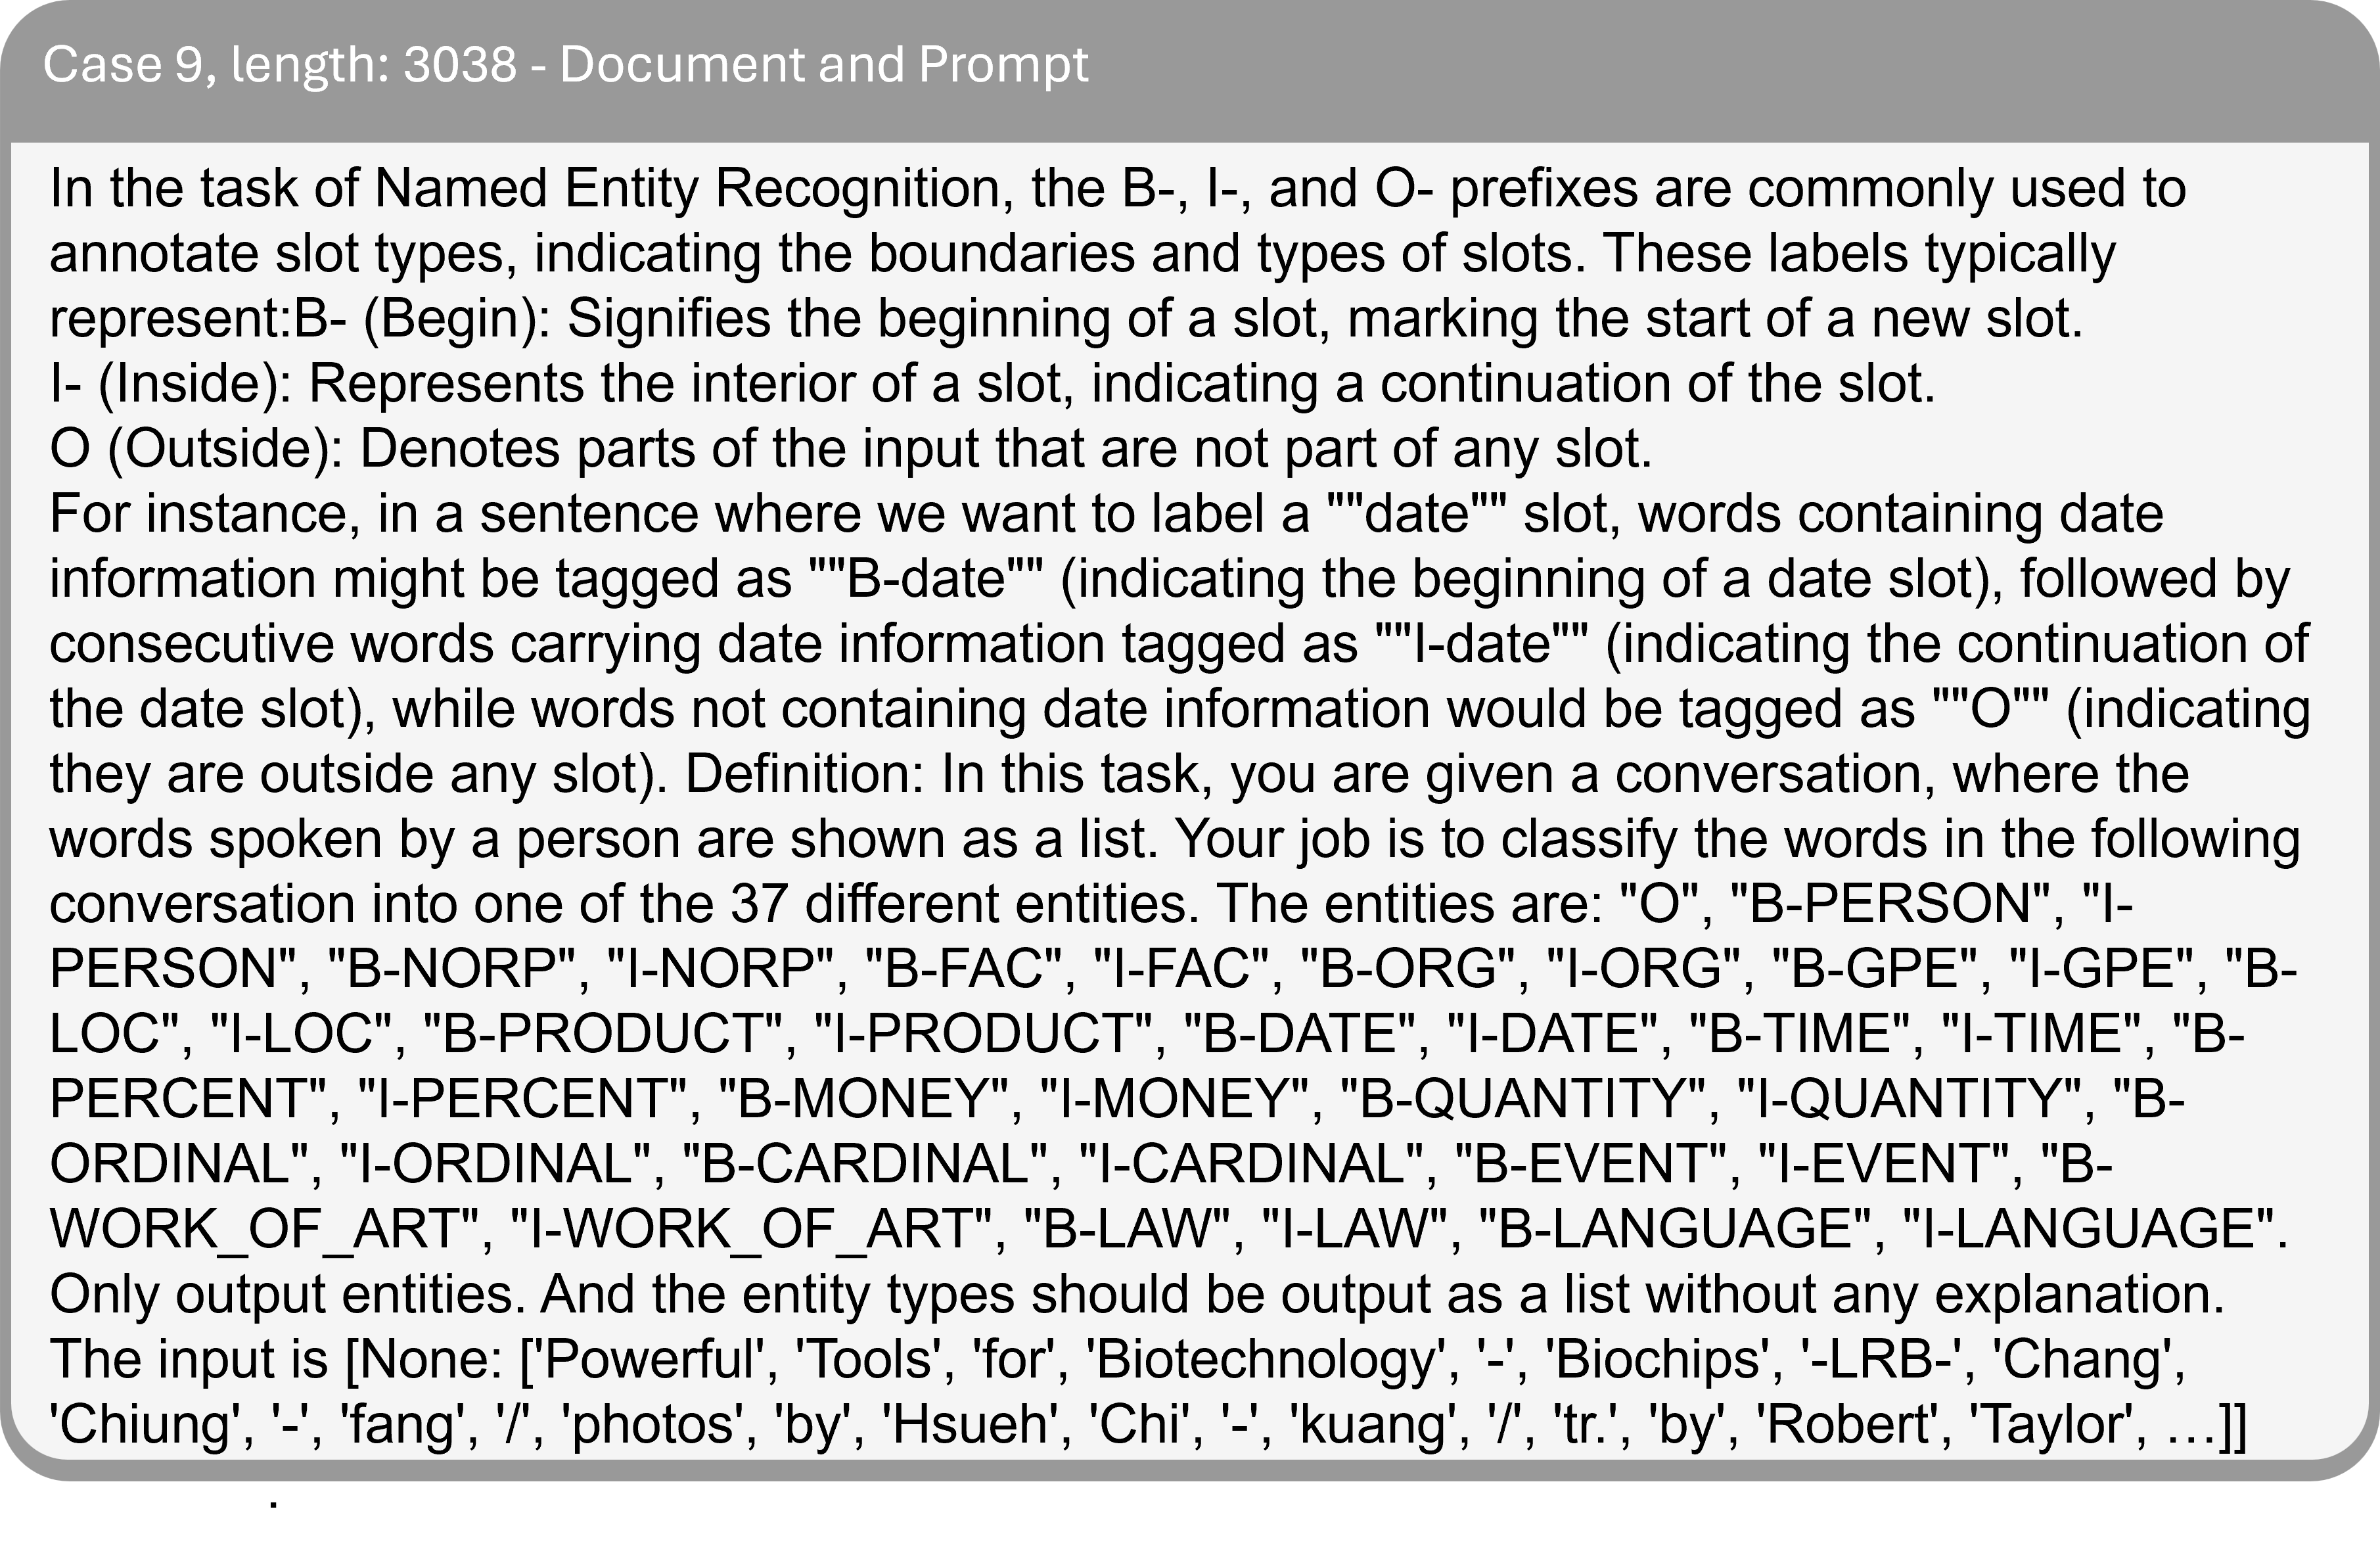 Case 9, length: 3038 - Document and Prompt
In the task of Named Entity Recognition, the B-, I-, and O- prefixes are commonly used to
annotate slot types, indicating the boundaries and types of slots. These labels typically
represent:B- (Begin): Signifies the beginning of a slot, marking the start of a new slot.
I- (Inside): Represents the interior of a slot, indicating a continuation of the slot.
O (Outside): Denotes parts of the input that are not part of any slot.
For instance, in a sentence where we want to label a ""date"" slot, words containing date
information might be tagged as ""B-date"" (indicating the beginning of a date slot), followed by
consecutive words carrying date information tagged as ""I-date"" (indicating the continuation of
the date slot), while words not containing date information would be tagged as ""O"" (indicating
they are outside any slot). Definition: In this task, you are given a conversation, where the
words spoken by a person are shown as a list. Your job is to classify the words in the following
conversation into one of the 37 different entities. The entities are: "O", "B-PERSON", "I-
PERSON", "B-NORP", "I-NORP", "B-FAC", "I-FAC", "B-ORG", "I-ORG", "B-GPE", "I-GPE", "B-
LOC", "I-LOC", "B-PRODUCT", "I-PRODUCT", "B-DATE", "I-DATE", "B-TIME", "I-TIME", "B-
PERCENT", "I-PERCENT", "B-MONEY", "I-MONEY", "B-QUANTITY", "I-QUANTITY", "B-
ORDINAL", "I-ORDINAL", "B-CARDINAL", "I-CARDINAL", "B-EVENT", "I-EVENT", "B-
WORK_OF_ART", "I-WORK_OF_ART", "B-LAW", "I-LAW", "B-LANGUAGE", "I-LANGUAGE".
Only output entities. And the entity types should be output as a list without any explanation.
The input is [None: ['Powerful', 'Tools', 'for', 'Biotechnology', '-', 'Biochips', '-LRB-', 'Chang',
'Chiung', '-', 'fang', '/', 'photos', 'by', 'Hsueh', 'Chi', '-', 'kuang', '/', 'tr.', 'by', 'Robert', 'Taylor', …]]
.